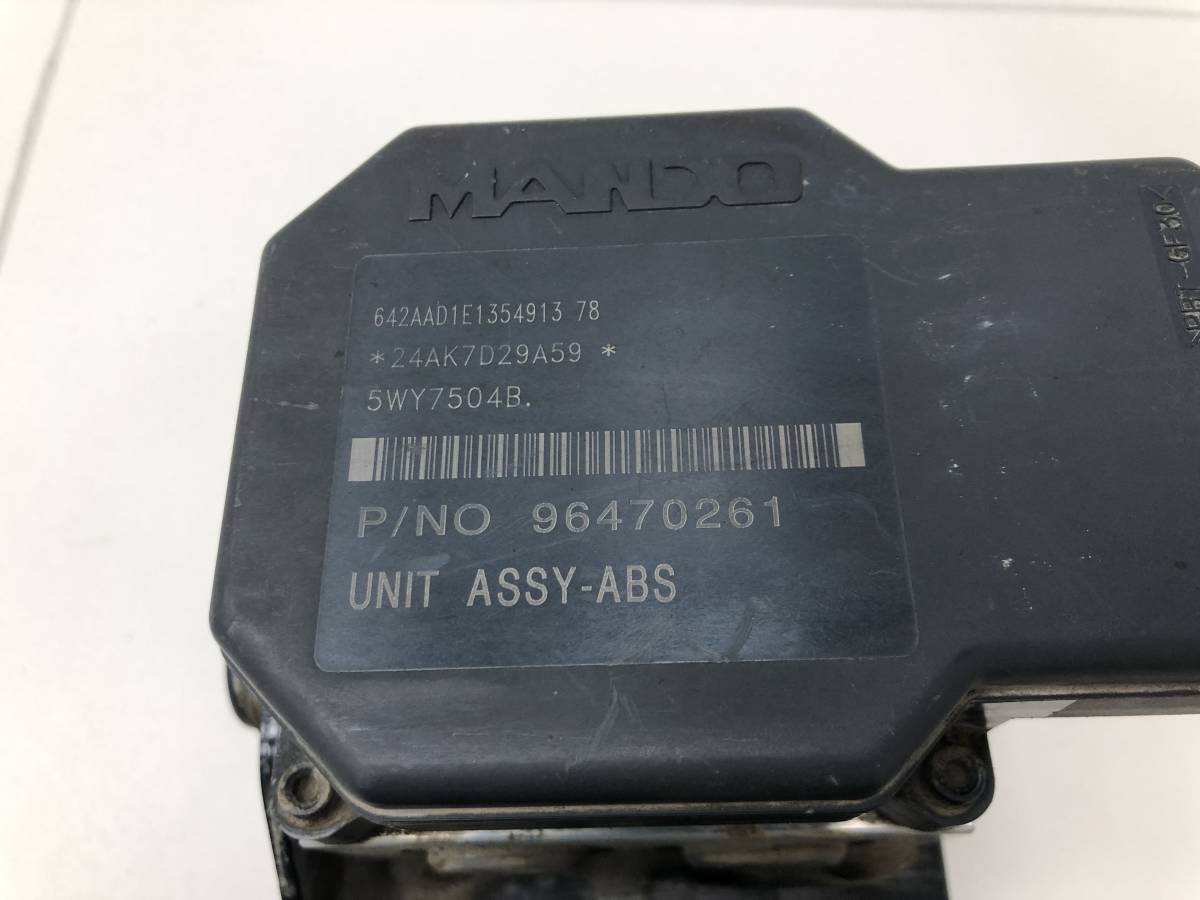 MANDO
642AAD1E1354913 78
*24AK7D29A59 *
5WY7504B.
P/NO 96470261
UNIT ASSY-ABS